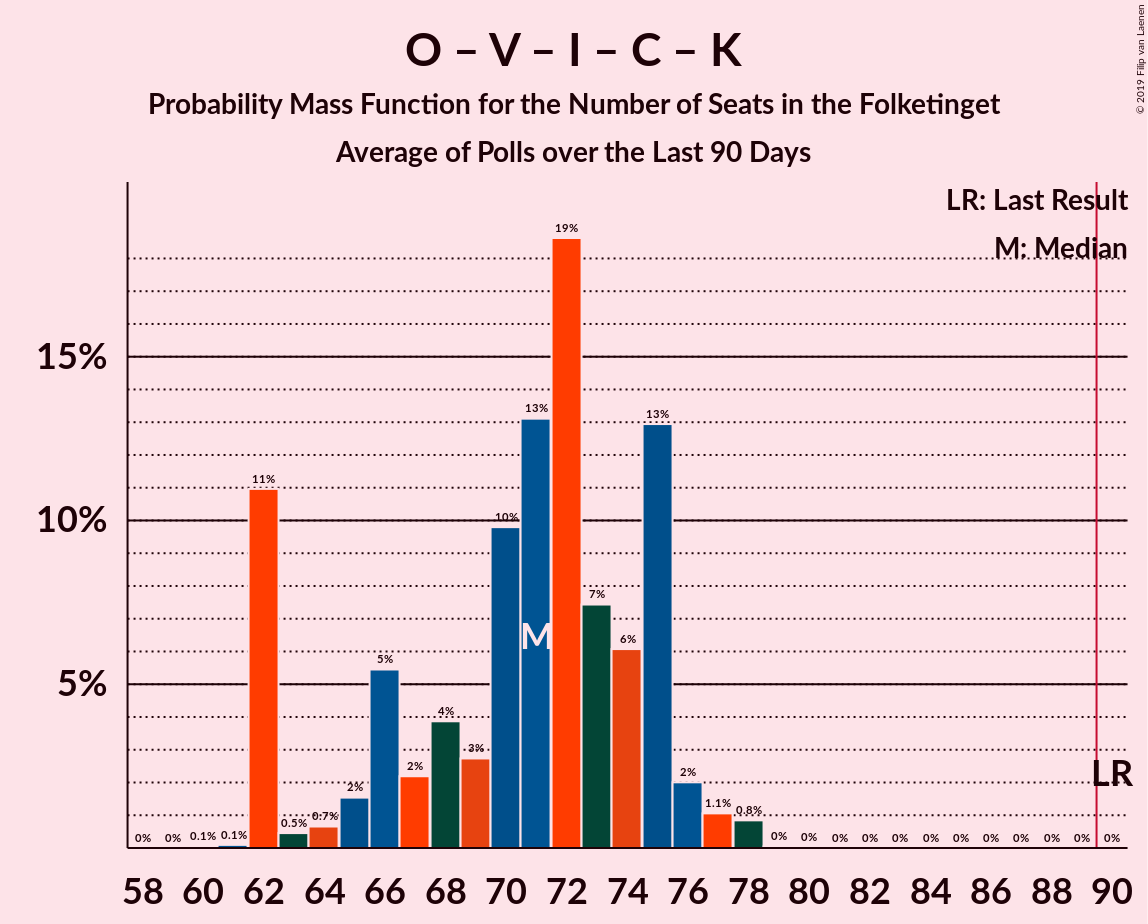 O – V – I – C – K
Probability Mass Function for the Number of Seats in the Folketinget
Average of Polls over the Last 90 Days
© 2019 Filip van Laenen
LR: Last Result
M: Median
15%
10%
5%
0% 0% 0.1% 0.1% 11% 0.5% 0.7% 2% 5% 2% 4% 3% 10% 13% 19% 7% 6% 13% 2% 1.1% 0.8% 0% 0% 0% 0% 0% 0% 0% 0% 0% 0% 0% 0%
M
LR
58 60 62 64 66 68 70 72 74 76 78 80 82 84 86 88 90